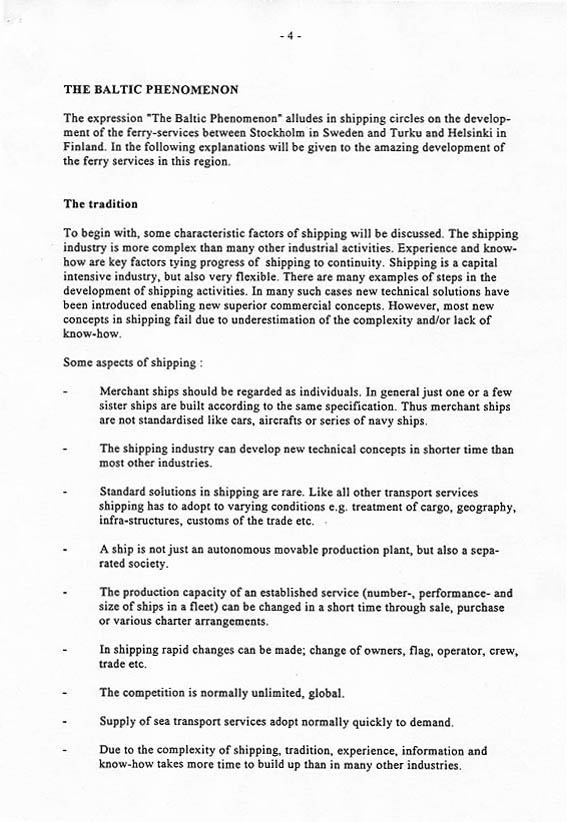 - 4 -
THE BALTIC PHENOMENON
The expression "The Baltic Phenomenon" alludes in shipping circles on the develop-
ment of the ferry-services between Stockholm in Sweden and Turku and Helsinki in
Finland. In the following explanations will be given to the amazing development of
the ferry services in this region.
The tradition
To begin with, some characteristic factors of shipping will be discussed. The shipping
industry is more complex than many other industrial activities. Experience and know-
how are key factors tying progress of shipping to continuity. Shipping is a capital
intensive industry, but also very flexible. There are many examples of steps in the
development of shipping activities. In many such cases new technical solutions have
been introduced enabling new superior commercial concepts. However, most new
concepts in shipping fail due to underestimation of the complexity and/or lack of
know-how.
Some aspects of shipping :
- Merchant ships should be regarded as individuals. In general just one or a few
sister ships are built according to the same specification. Thus merchant ships
are not standardised like cars, aircrafts or series of navy ships.
- The shipping industry can develop new technical concepts in shorter time than
most other industries.
- Standard solutions in shipping are rare. Like all other transport services
shipping has to adopt to varying conditions e.g. treatment of cargo, geography,
infra-structures, customs of the trade etc.
- A ship is not just an autonomous movable production plant, but also a sepa-
rated society.
- The production capacity of an established service (number-, performance- and
size of ships in a fleet) can be changed in a short time through sale, purchase
or various charter arrangements.
- In shipping rapid changes can be made; change of owners, flag, operator, crew,
trade etc.
- The competition is normally unlimited, global.
- Supply of sea transport services adopt normally quickly to demand.
- Due to the complexity of shipping, tradition, experience, information and
know-how takes more time to build up than in many other industries.